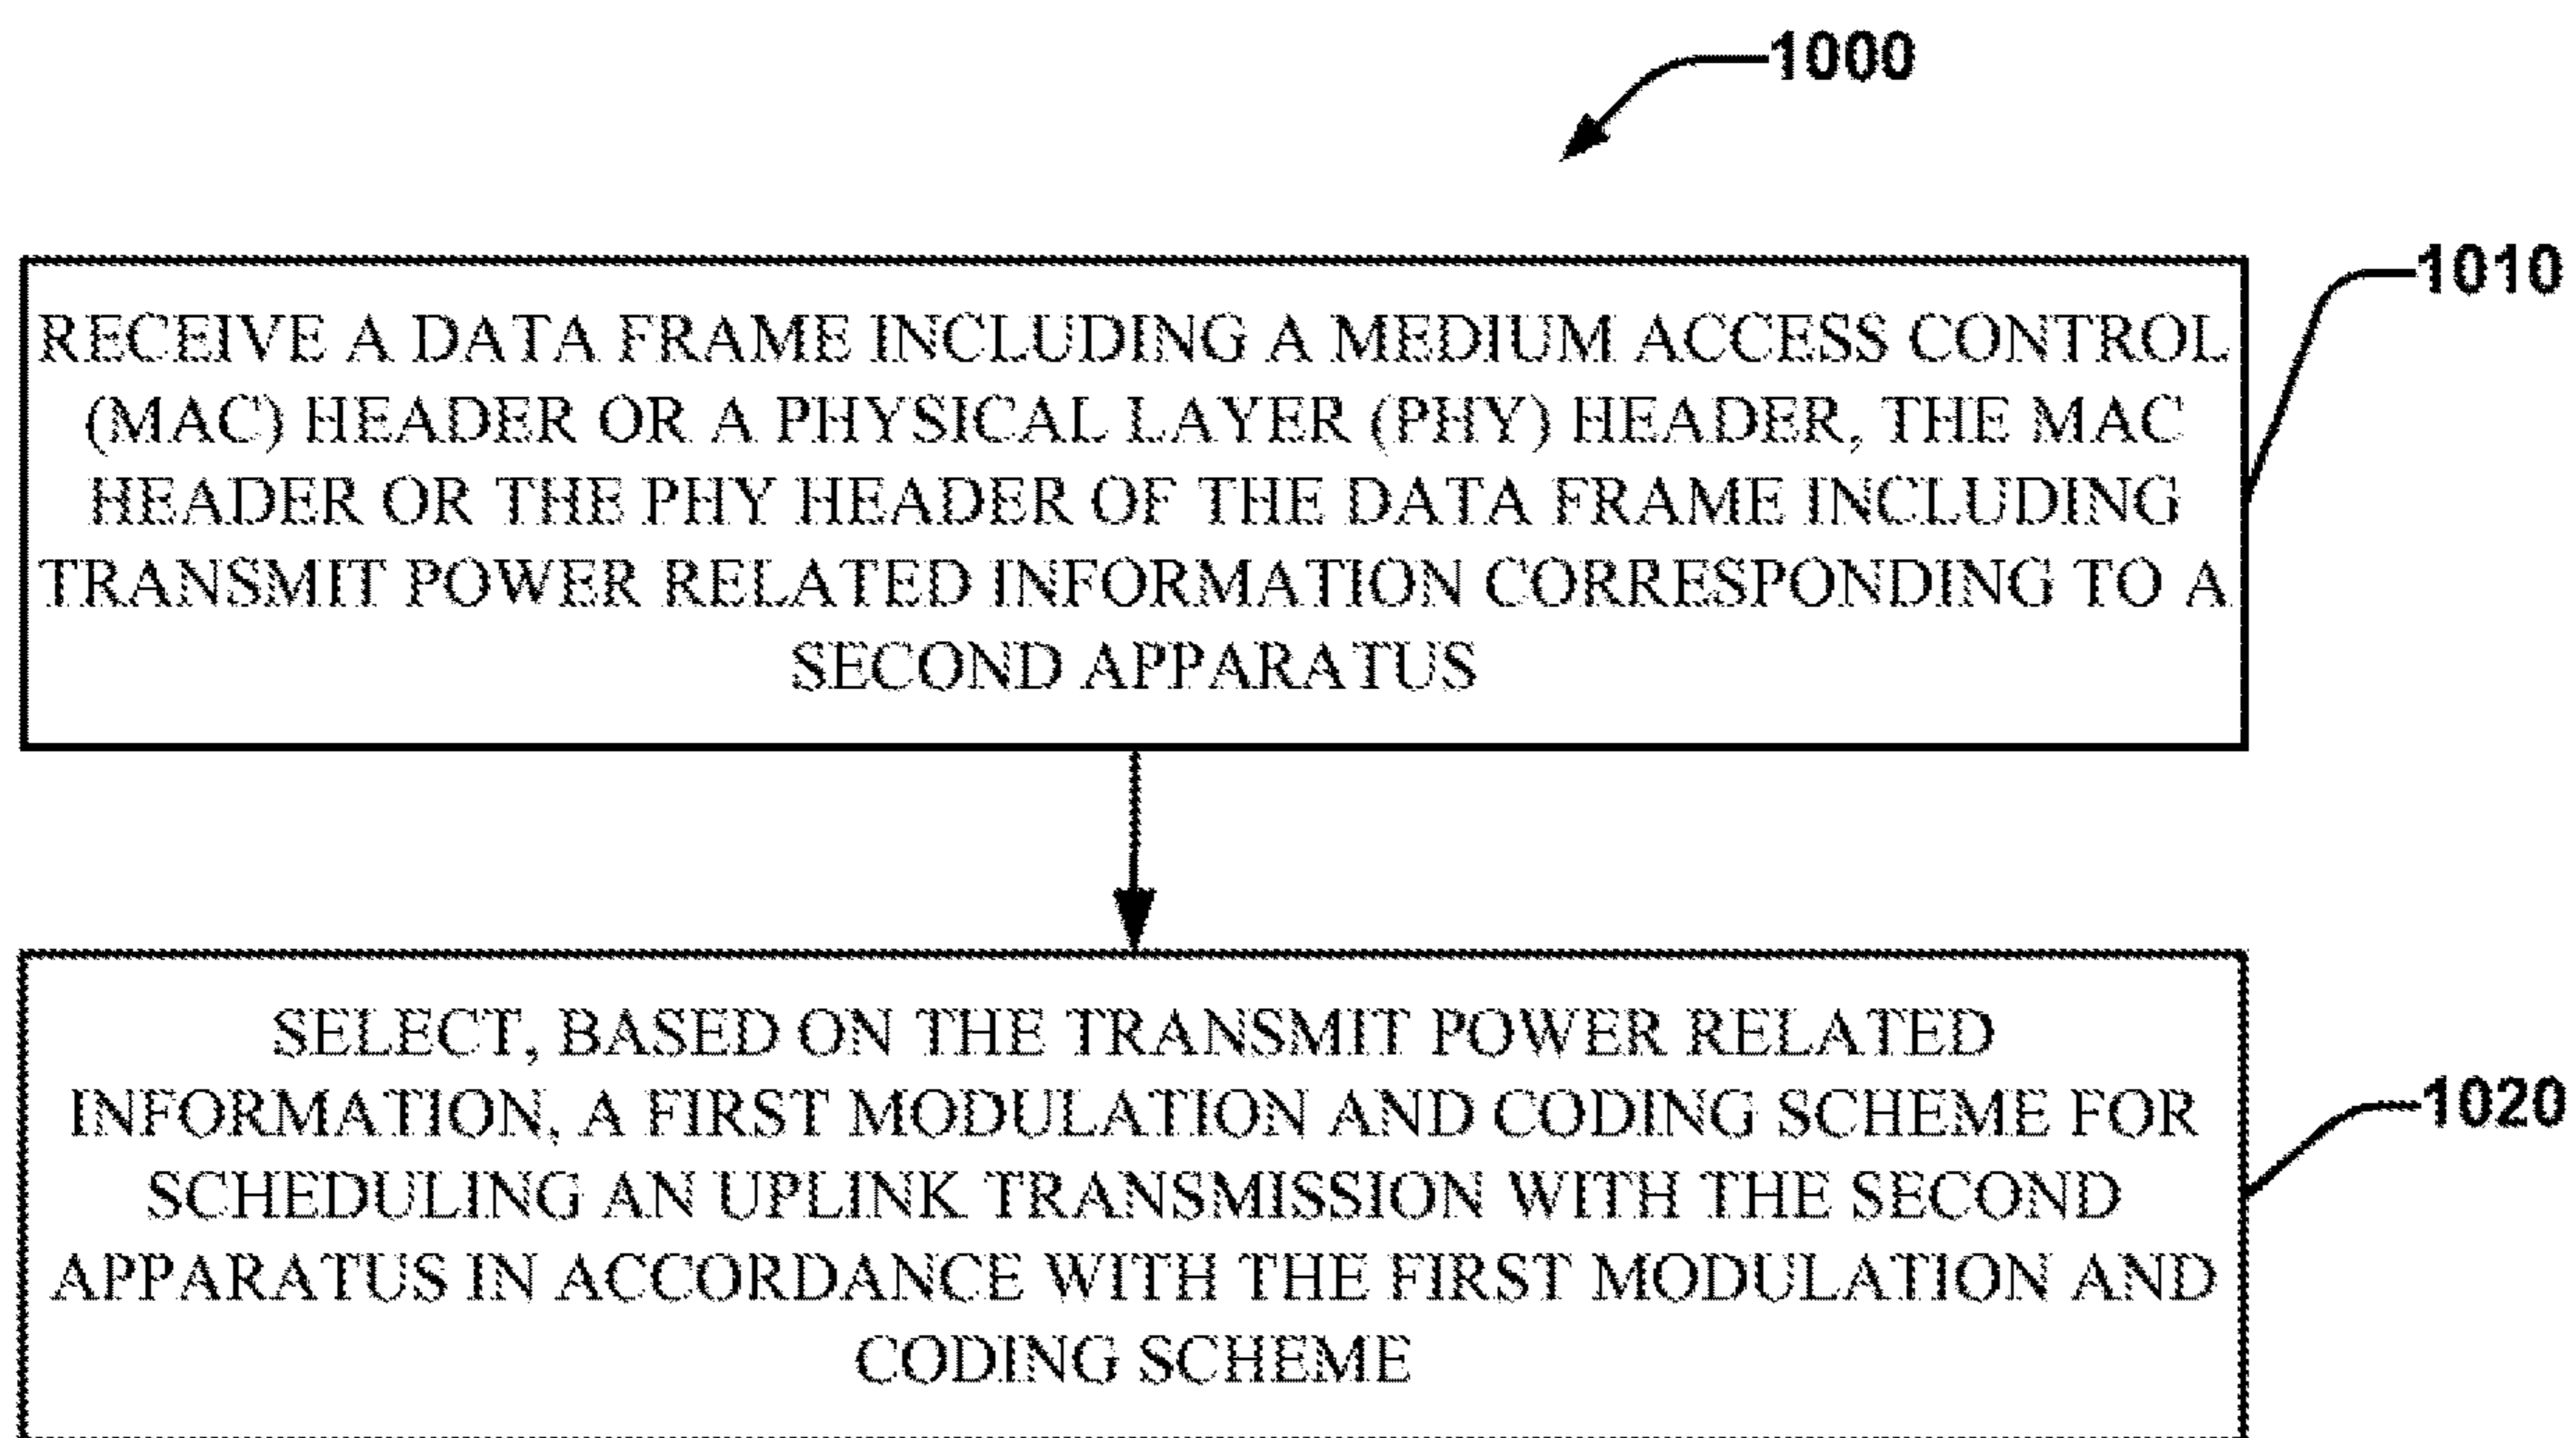 1000
1010
RECEIVE A DATA FRAME INCLUDING A MEDIUM ACCESS CONTROL
(MAC) HEADER OR A PHYSICAL LAYER (PHY) HEADER, THE MAC
HEADER OR THE PHY HEADER OF THE DATA FRAME INCLUDING
TRANSMIT POWER RELATED INFORMATION CORRESPONDING TO A
SECOND APPARATUS
SELECT, BASED ON THE TRANSMIT POWER RELATED
INFORMATION, A FIRST MODULATION AND CODING SCHEME FOR
1020
SCHEDULING AN UPLINK TRANSMISSION WITH THE SECOND
APPARATUS IN ACCORDANCE WITH THE FIRST MODULATION AND
CODING SCHEME